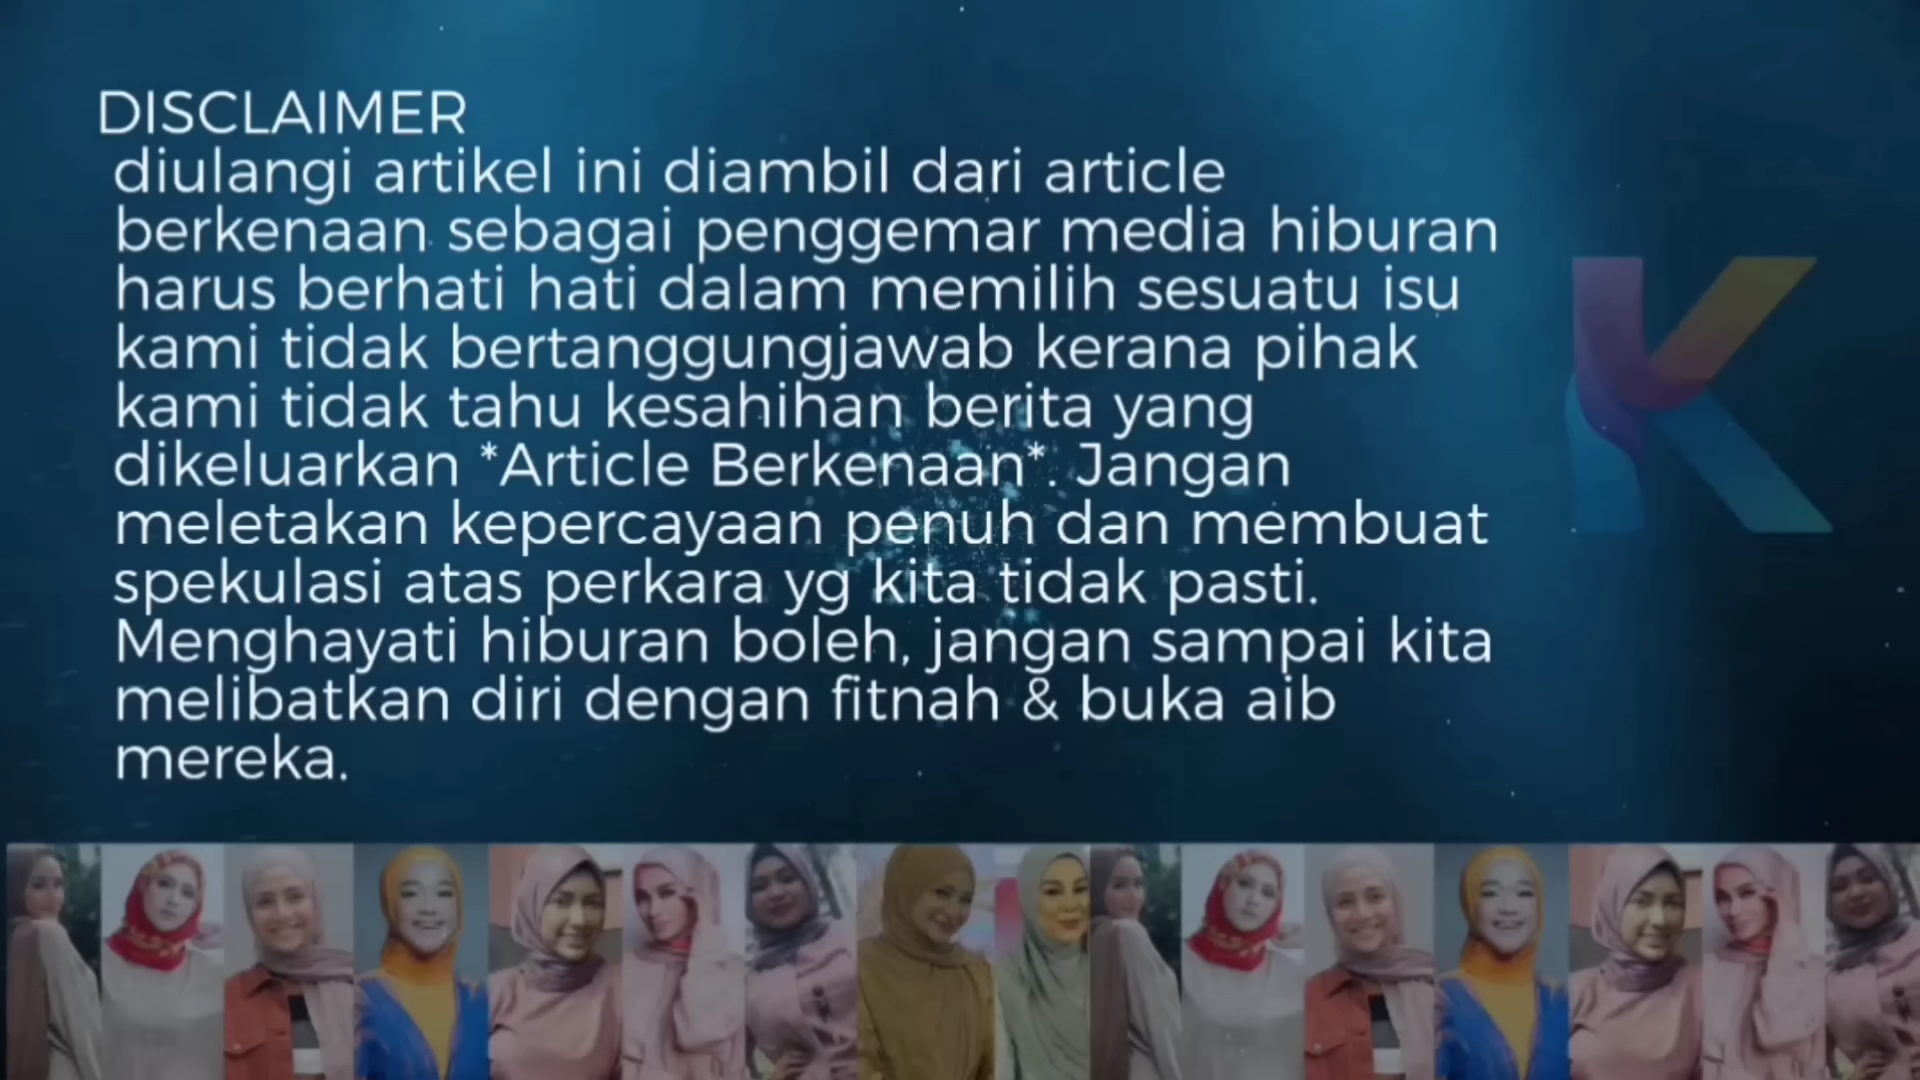 DISCLAIMER
diulangi artikel ini diambil dari article
berkenaan sebagai penggemar media hiburan
harus berhati hati dalam memilih sesuatu isu
kami tidak bertanggungjawab kerana pihak
kami tidak tahu kesahihan berita yang
dikeluarkan *Article Berkenaan*. Jangan
meletakan kepercayaan penuh dan membuat
spekulasi atas perkara yg kita tidak pasti.
Menghayati hiburan boleh, jangan sampai kita
melibatkan diri dengan fitnah & buka aib
mereka.
K